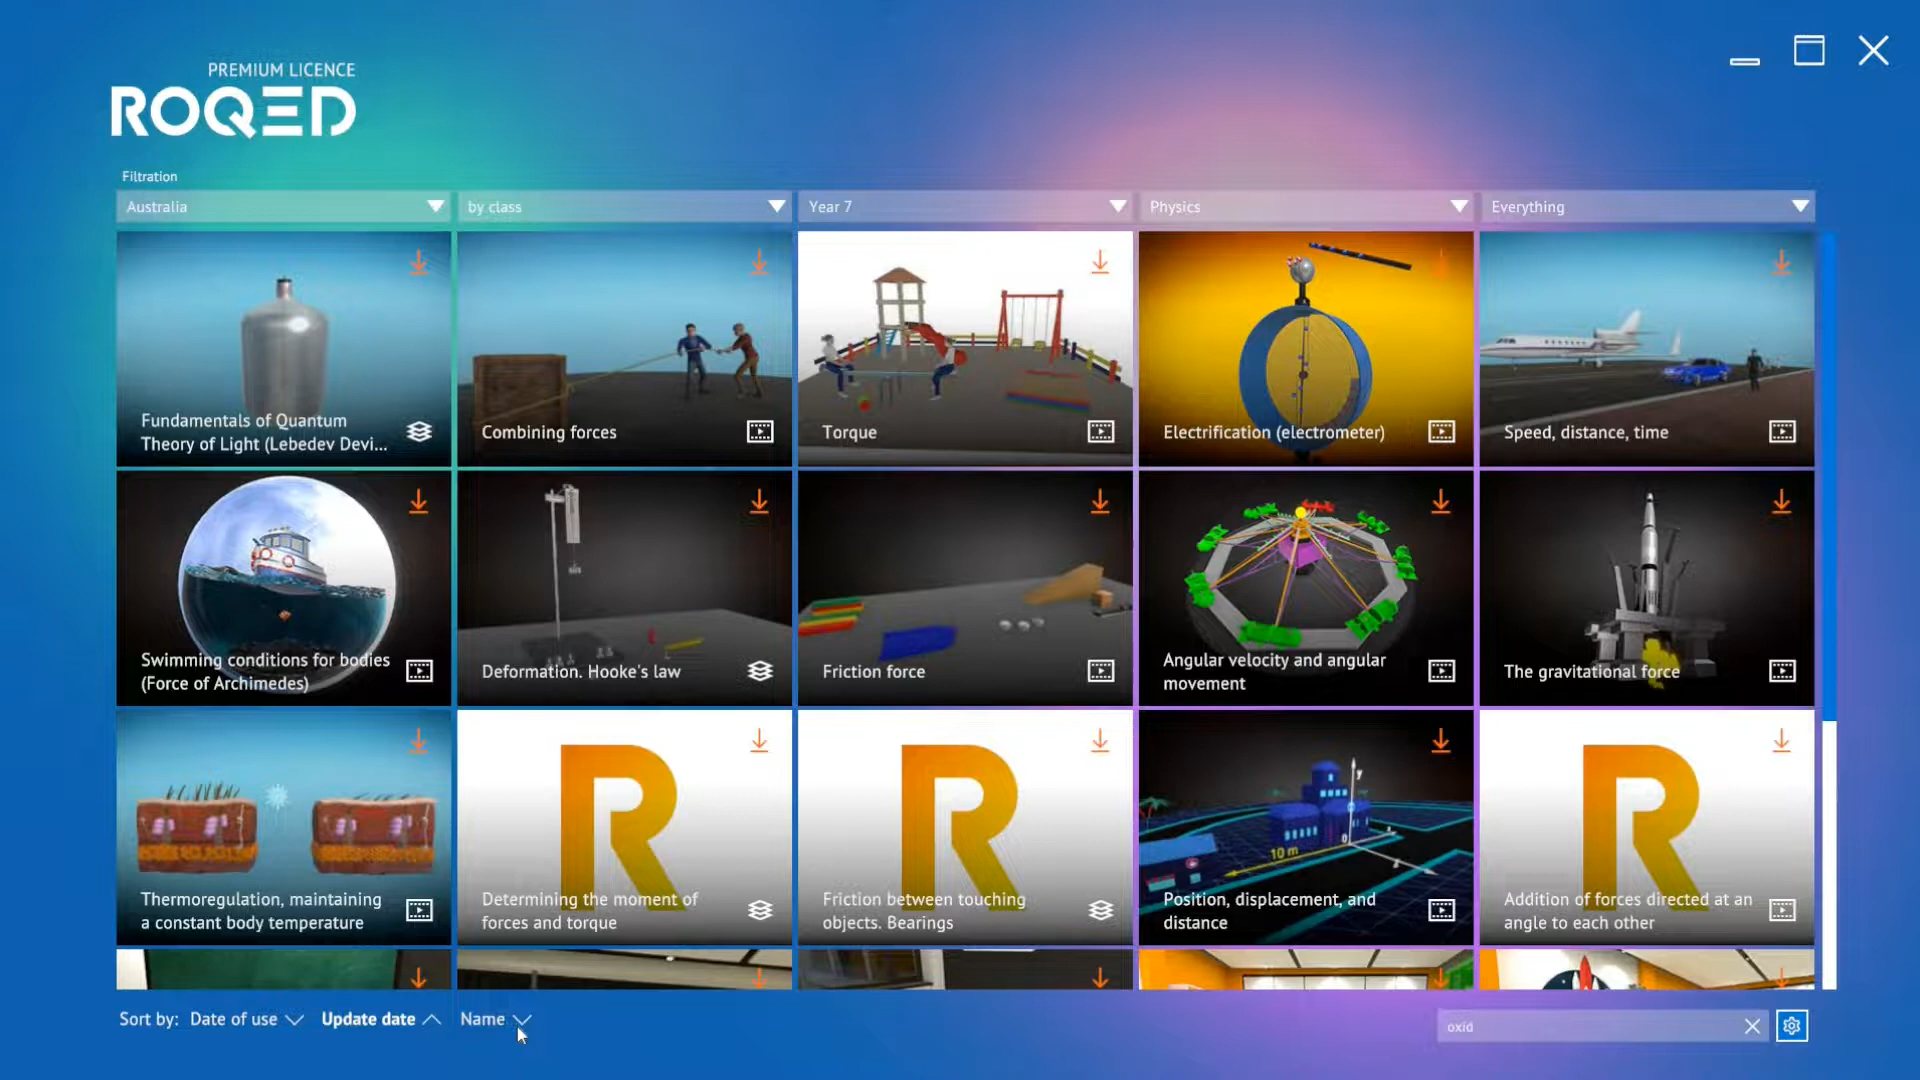 PREMIUM LICENCE
ROQED
Filtration
Australia
by class
Year 7
Physics
Everything
Fundamentals of Quantum
Theory of Light (Lebedev Devi...
Combining forces
Torque
Electrification (electrometer)
Speed, distance, time
Swimming conditions for bodies
(Force of Archimedes)
Deformation. Hooke's law
Friction force
Angular velocity and angular
movement
The gravitational force
Thermoregulation, maintaining
a constant body temperature
R
Determining the moment of
forces and torque
R
Friction between touching
objects. Bearings
y
0
x
10 m
Position, displacement, and
distance
R
Addition of forces directed at an
angle to each other
Sort by: Date of use Update date Name
oxid